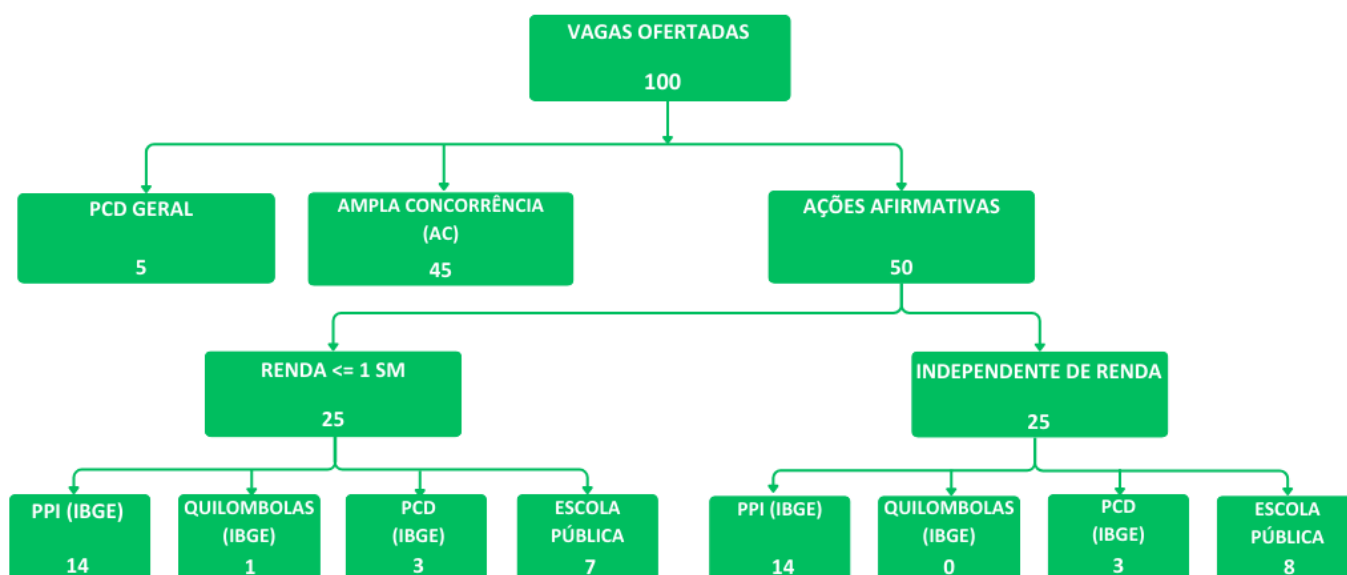 VAGAS OFERTADAS
100
PCD GERAL
5
AMPLA CONCORRÊNCIA
(AC)
45
AÇÕES AFIRMATIVAS
50
RENDA <= 1 SM
25
INDEPENDENTE DE RENDA
25
PPI (IBGE)
14
QUILOMBOLAS
(IBGE)
1
PCD
(IBGE)
3
ESCOLA
PÚBLICA
7
PPI (IBGE)
14
QUILOMBOLAS
(IBGE)
0
PCD
(IBGE)
3
ESCOLA
PÚBLICA
8